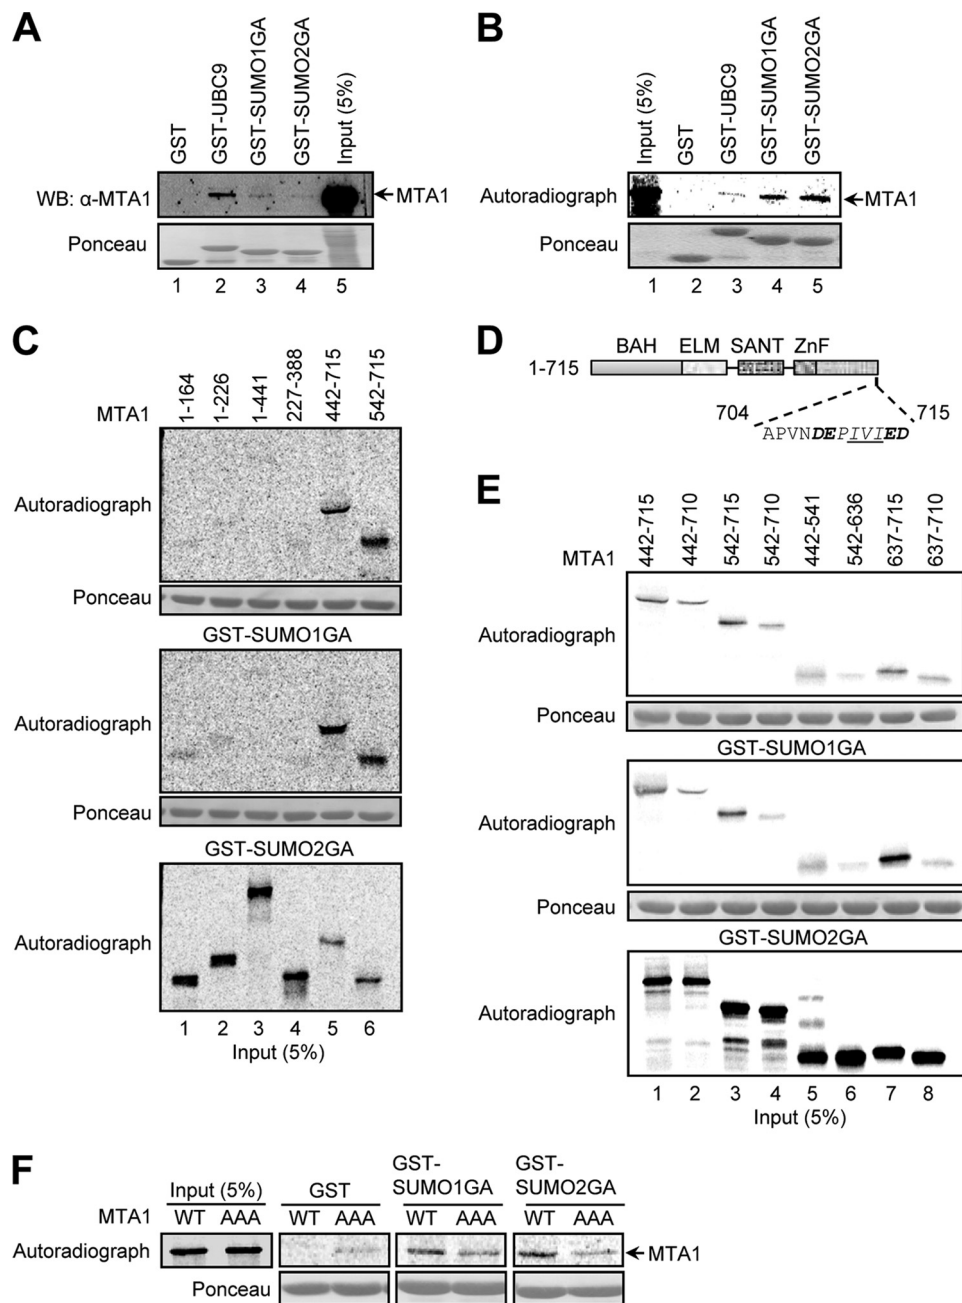 A
GST
GST-UBC9
GST-SUMO1GA
GST-SUMO2GA
Input (5%)
WB: α-MTA1
MTA1
Ponceau
1 2 3 4 5
B
Input (5%)
GST
GST-UBC9
GST-SUMO1GA
GST-SUMO2GA
Autoradiograph
MTA1
Ponceau
1 2 3 4 5
C
MTA1
1-164
1-226
1-441
227-388
442-715
542-715
Autoradiograph
Ponceau
GST-SUMO1GA
Autoradiograph
Ponceau
GST-SUMO2GA
Autoradiograph
1 2 3 4 5 6
Input (5%)
D
BAH ELM SANT ZnF
1-715
704 715
APVNDEPIVIED
E
MTA1
442-715
442-710
542-715
542-710
442-541
542-636
637-715
637-710
Autoradiograph
Ponceau
GST-SUMO1GA
Autoradiograph
Ponceau
GST-SUMO2GA
Autoradiograph
1 2 3 4 5 6 7 8
Input (5%)
F
Input (5%)
GST
GST-
SUMO1GA
GST-
SUMO2GA
MTA1 WT AAA WT AAA WT AAA WT AAA
Autoradiograph
MTA1
Ponceau